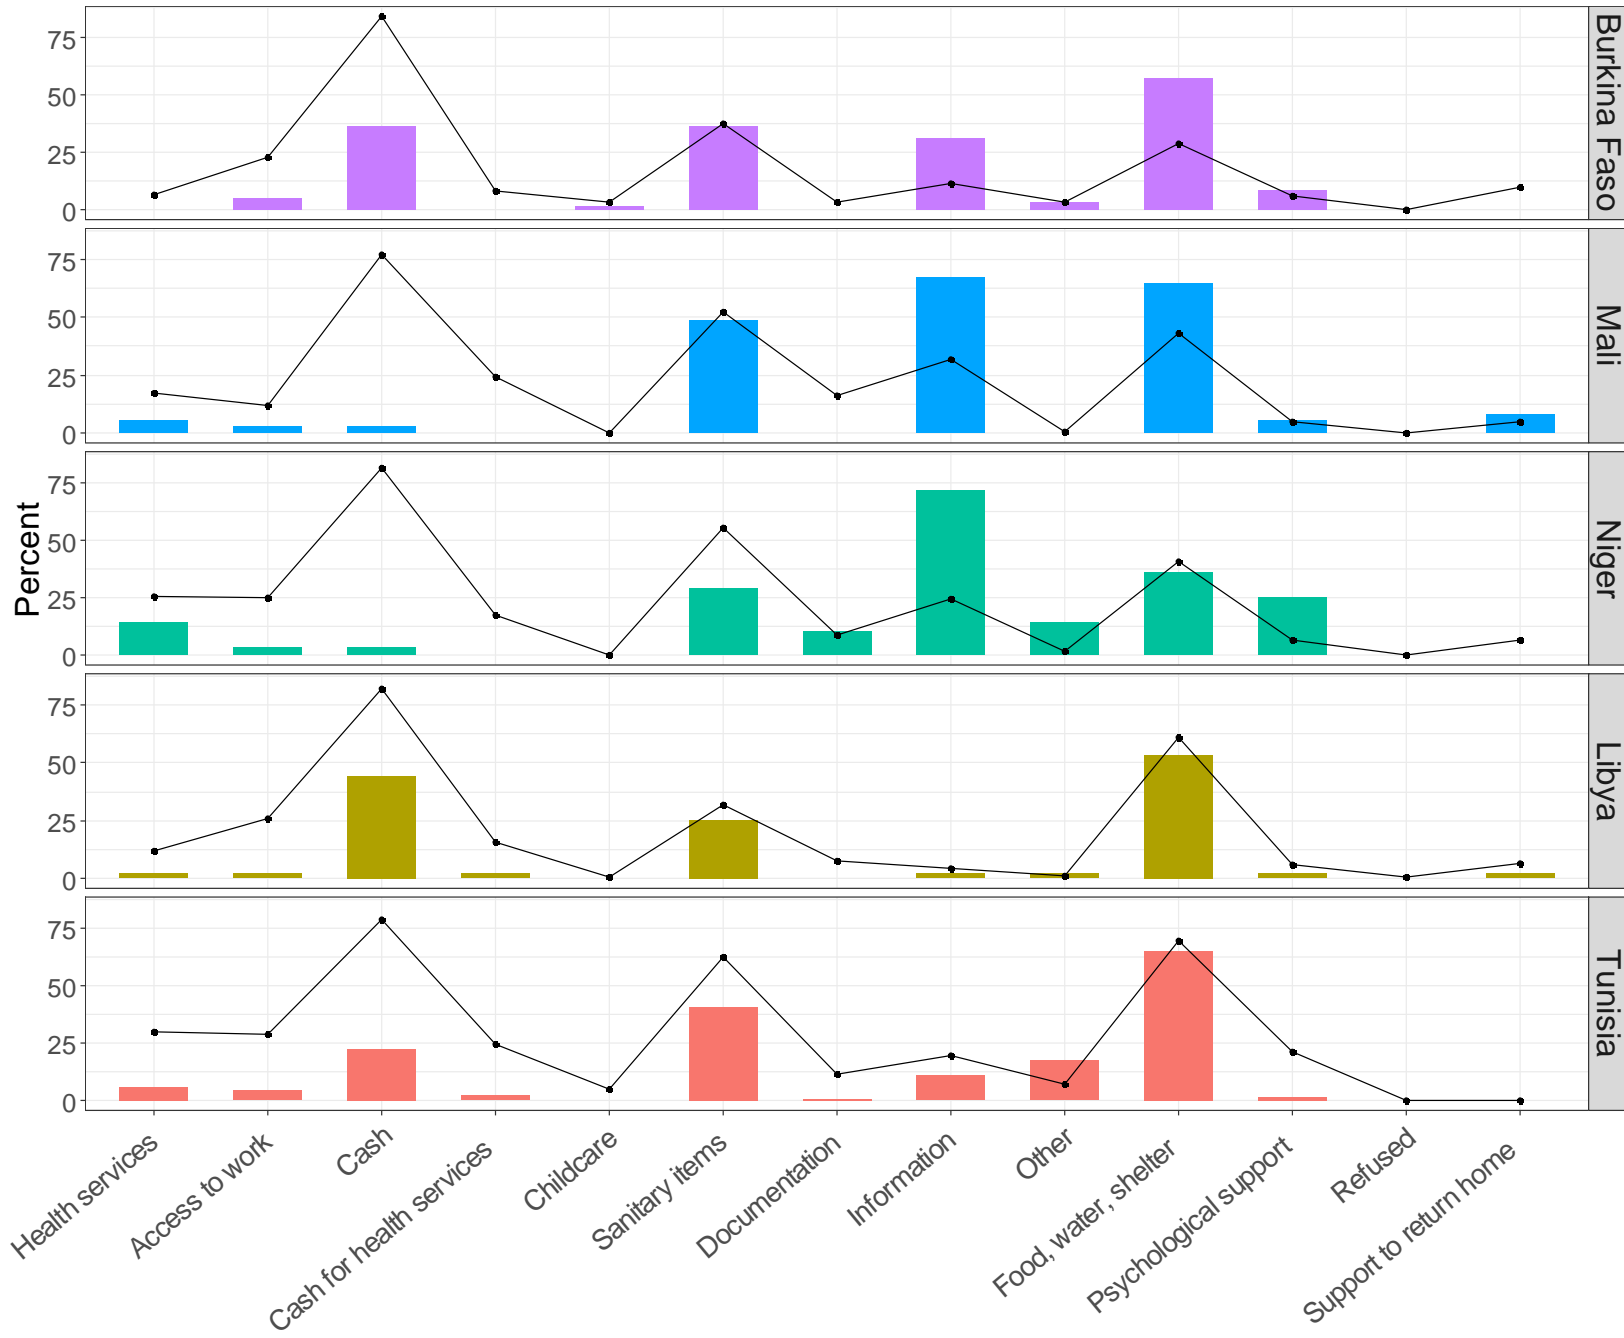 75
50
25
0
Burkina Faso
75
50
25
0
Mali
75
50
25
0
Niger
Percent
75
50
25
0
Libya
75
50
25
0
Tunisia
Health services
Access to work
Cash
Cash for health services
Childcare
Sanitary items
Documentation
Information
Other
Food, water, shelter
Psychological support
Refused
Support to return home